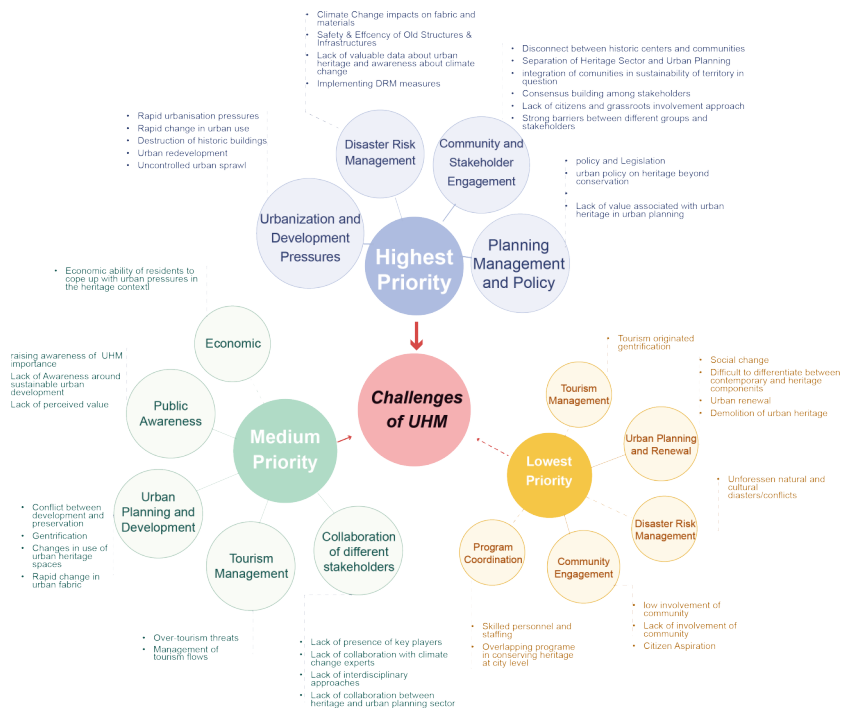 • Climate Change impacts on fabric and
materials
• Safety & Effcency of Old Structures &
Infrastructures
• Lack of valuable data about urban
heritage and awareness about climate
change
• Implementing DRM measures
• Disconnect between historic centers and communities
• Separation of Heritage Sector and Urban Planning
• integration of comunities in sustainability of territory in
question
• Consensus building among stakeholders
• Lack of citizens and grassroots involvement approach
• Strong barriers between different groups and
stakeholders
• Rapid urbanisation pressures
• Rapid change in urban use
• Destruction of historic buildings
• Urban redevelopment
• Uncontrolled urban sprawl
• policy and Legislation
• urban policy on heritage beyond
conservation
•
• Lack of value associated with urban
heritage in urban planning
Disaster Risk
Management
Community and
Stakeholder
Engagement
Urbanization and
Development
Pressures
Planning
Management
and Policy
Highest
Priority
Challenges
of UHM
• Economic ability of residents to
cope up with urban pressures in
the heritage contextl
Economic
raising awareness of UHM
importance
Lack of Awareness around
sustainable urban
development
Lack of perceived value
Public
Awareness
Medium
Priority
Urban
Planning and
Development
• Conflict between
development and
preservation
• Gentrification
• Changes in use of
urban heritage
spaces
• Rapid change in
urban fabric
Tourism
Management
• Over-tourism threats
• Management of
tourism flows
Collaboration
of different
stakeholders
• Lack of presence of key players
• Lack of collaboration with climate
change experts
• Lack of interdisciplinary
approaches
• Lack of collaboration between
heritage and urban planning sector
• Tourism originated
gentrification
Tourism
Management
• Social change
• Difficult to differentiate between
contemporary and heritage
components
• Urban renewal
• Demolition of urban heritage
Urban Planning
and Renewal
Lowest
Priority
• Unforessen natural and
cultural
diasters/conflicts
Disaster Risk
Management
Community
Engagement
• low involvement of
community
• Lack of involvement of
community
• Citizen Aspiration
Program
Coordination
• Skilled personnel and
staffing
• Overlapping programe
in conserving heritage
at city level